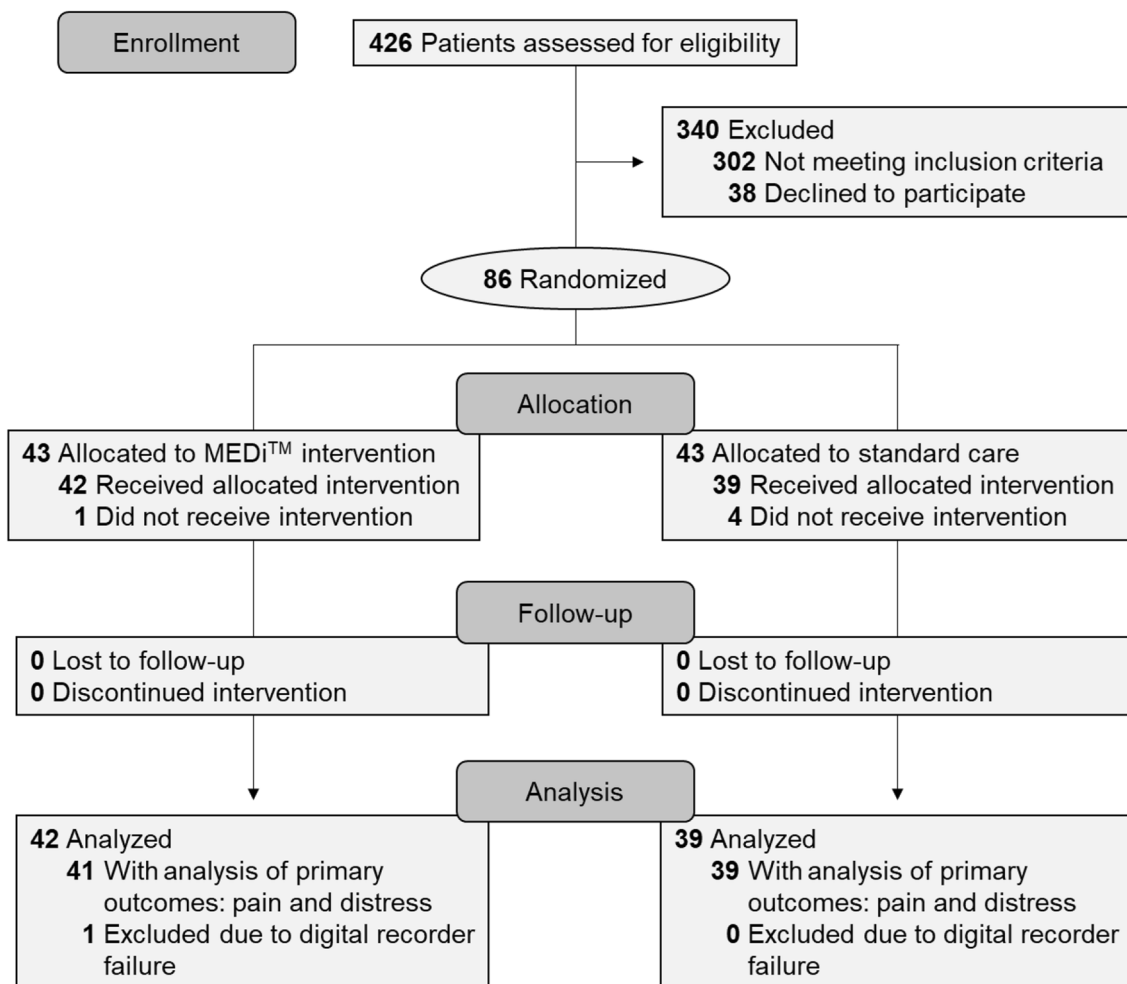 Enrollment
426 Patients assessed for eligibility
340 Excluded
302 Not meeting inclusion criteria
38 Declined to participate
86 Randomized
Allocation
43 Allocated to MEDi™ intervention
42 Received allocated intervention
1 Did not receive intervention
43 Allocated to standard care
39 Received allocated intervention
4 Did not receive intervention
Follow-up
0 Lost to follow-up
0 Discontinued intervention
0 Lost to follow-up
0 Discontinued intervention
Analysis
42 Analyzed
41 With analysis of primary
outcomes: pain and distress
1 Excluded due to digital recorder
failure
39 Analyzed
39 With analysis of primary
outcomes: pain and distress
0 Excluded due to digital recorder
failure